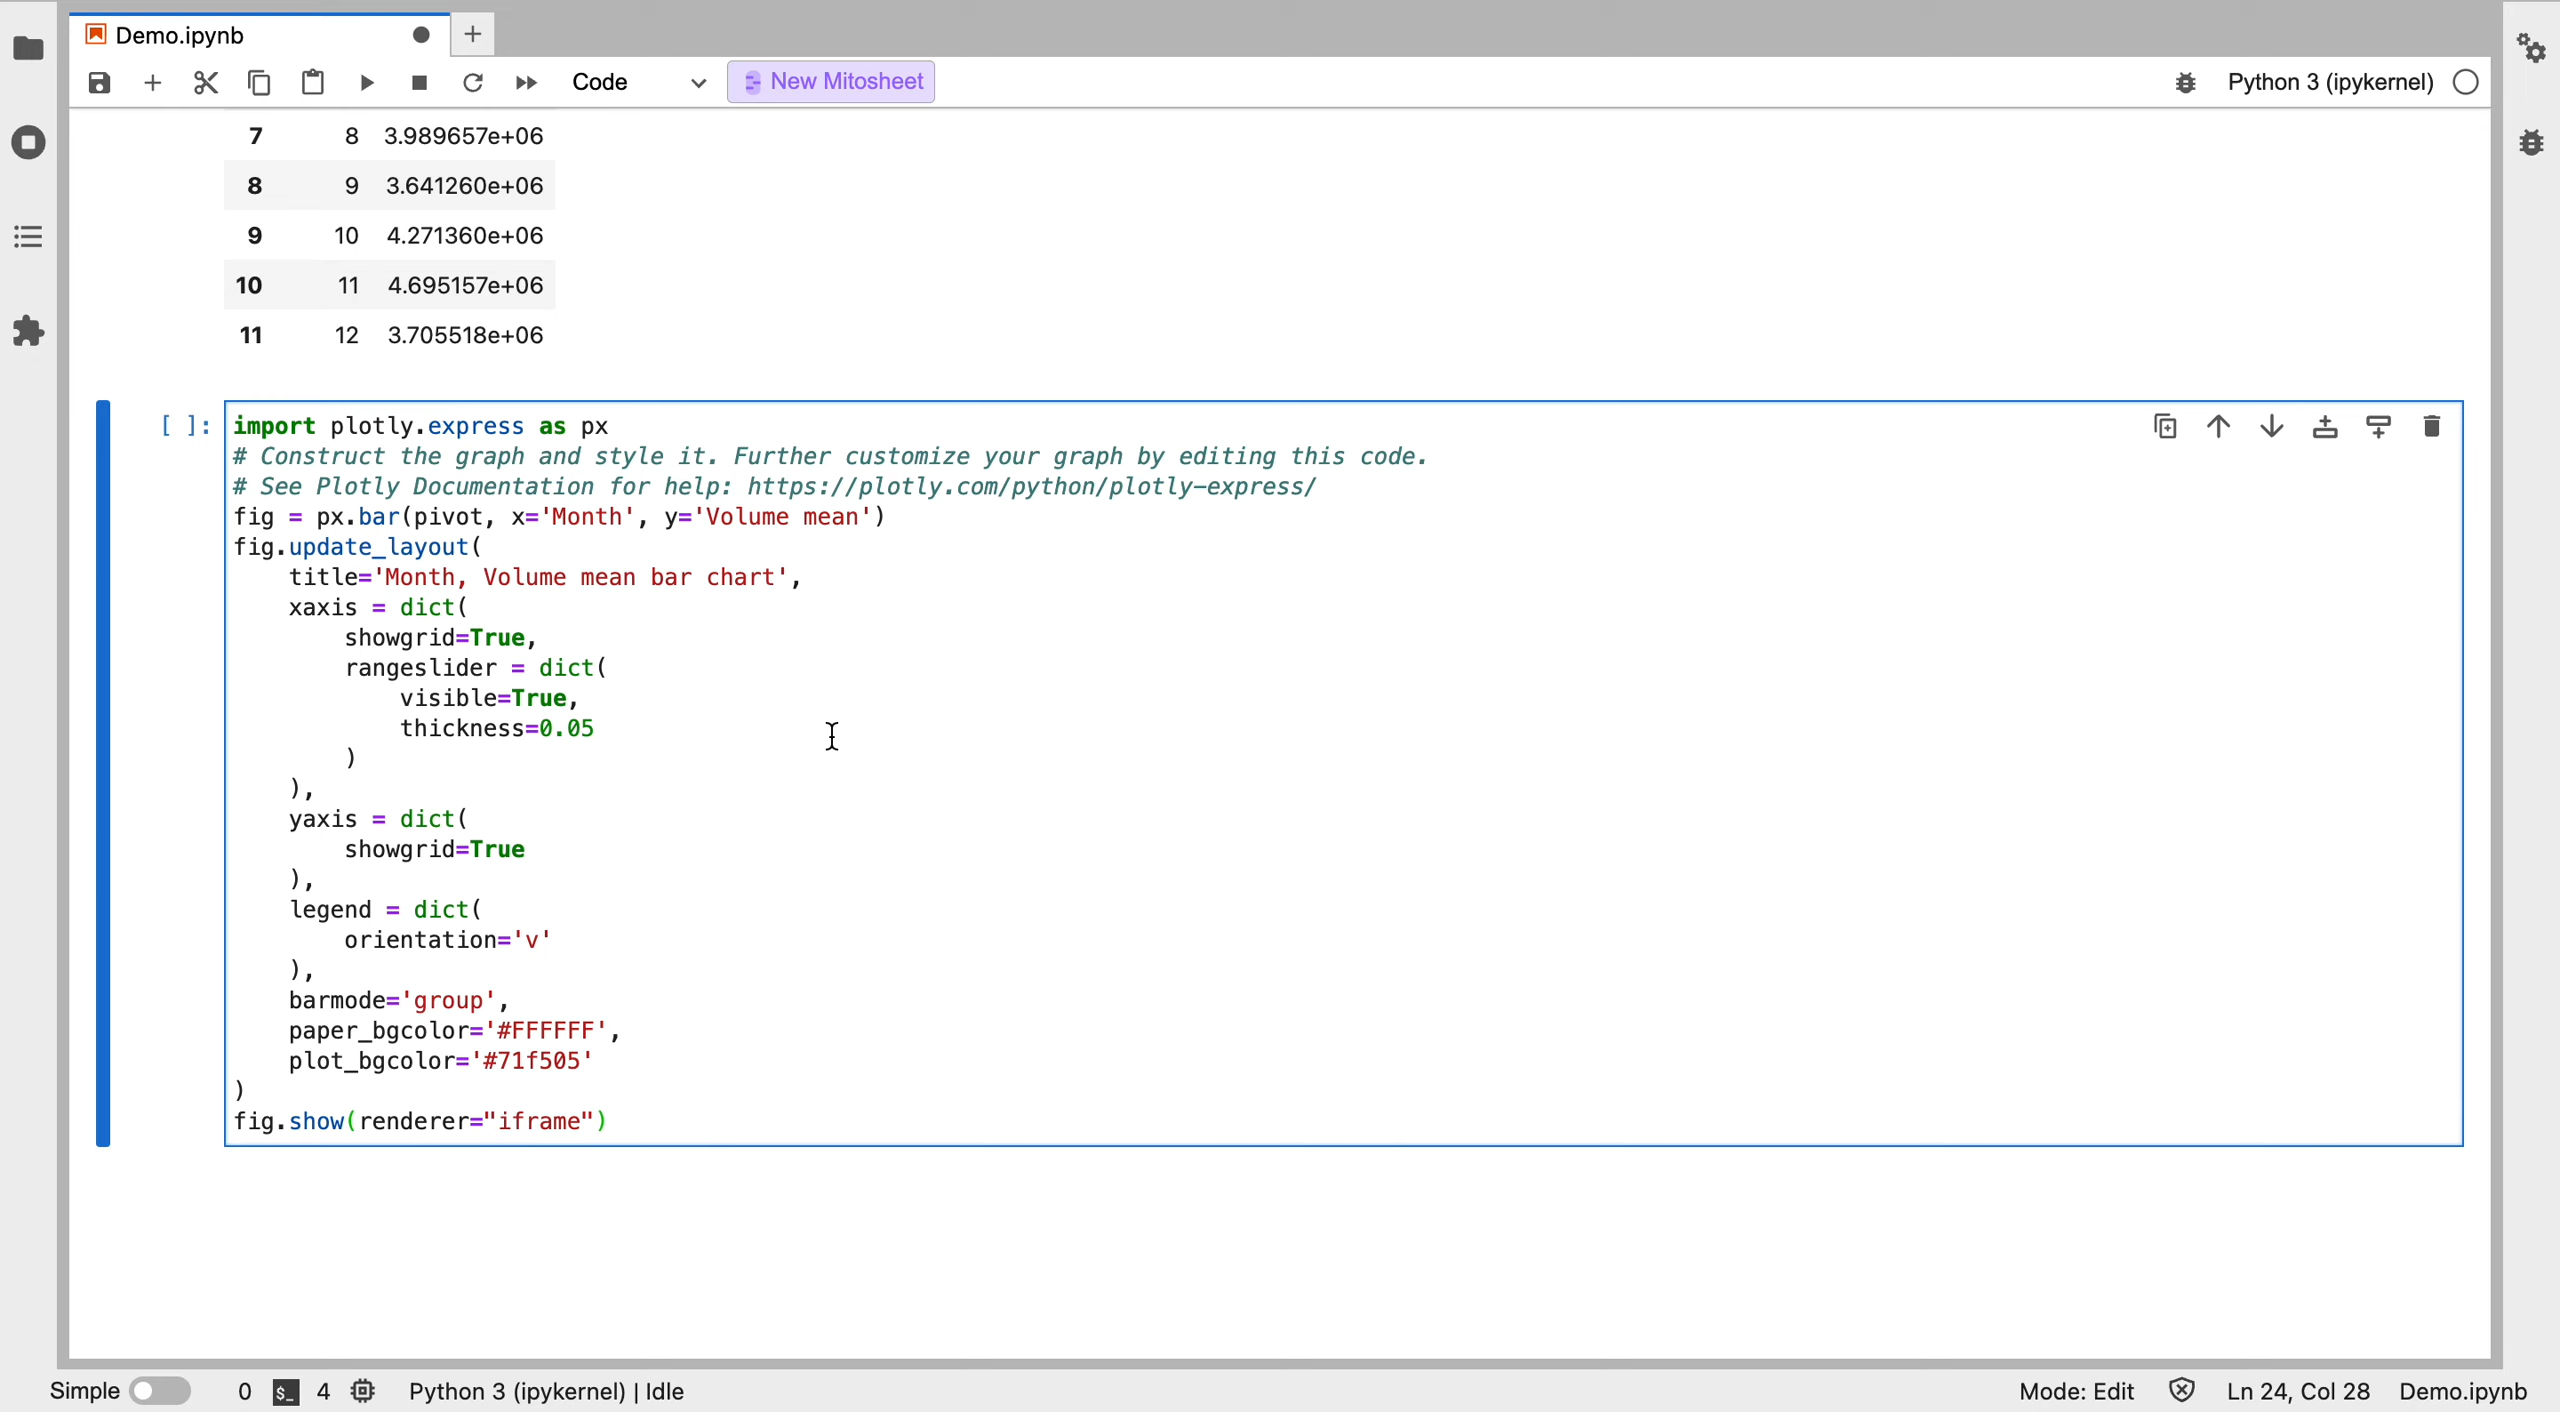 Demo.ipynb
Code
New Mitosheet
Python 3 (ipykernel)
7 8 3.989657e+06
8 9 3.641260e+06
9 10 4.271360e+06
10 11 4.695157e+06
11 12 3.705518e+06
[ ]: import plotly.express as px
# Construct the graph and style it. Further customize your graph by editing this code.
# See Plotly Documentation for help: https://plotly.com/python/plotly-express/
fig = px.bar(pivot, x='Month', y='Volume mean')
fig.update_layout(
    title='Month, Volume mean bar chart',
    xaxis = dict(
        showgrid=True,
        rangeslider = dict(
            visible=True,
            thickness=0.05
        )
    ),
    yaxis = dict(
        showgrid=True
    ),
    legend = dict(
        orientation='v'
    ),
    barmode='group',
    paper_bgcolor='#FFFFFF',
    plot_bgcolor='#71f505'
)
fig.show(renderer="iframe")
Simple 0 $_ 4 Python 3 (ipykernel) | Idle Mode: Edit Ln 24, Col 28 Demo.ipynb